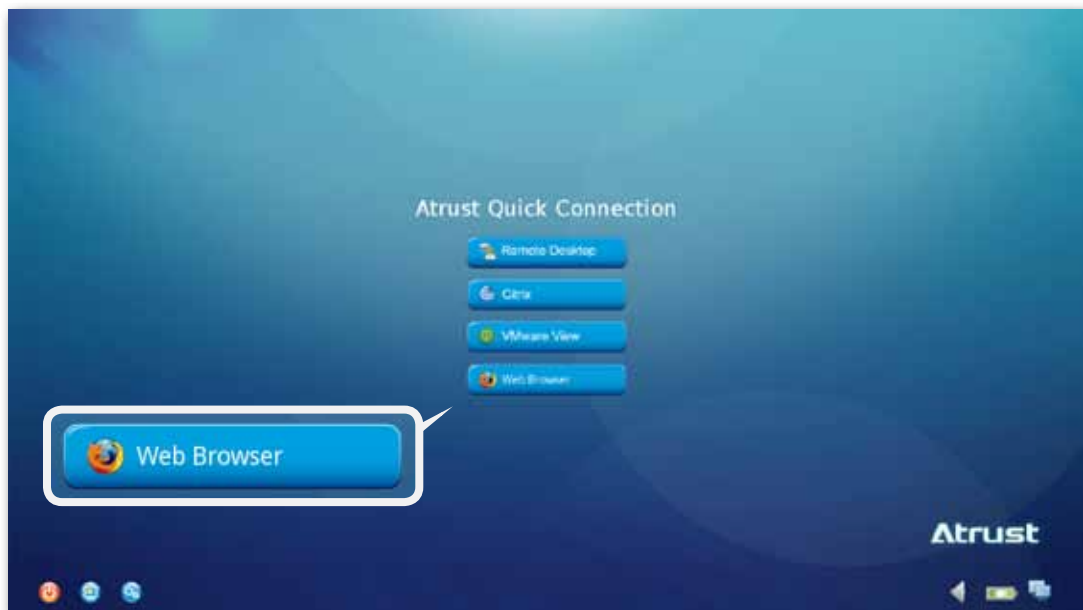 Atrust Quick Connection
Remote Desktop
Citrix
VMware View
Web Browser
Web Browser
Atrust